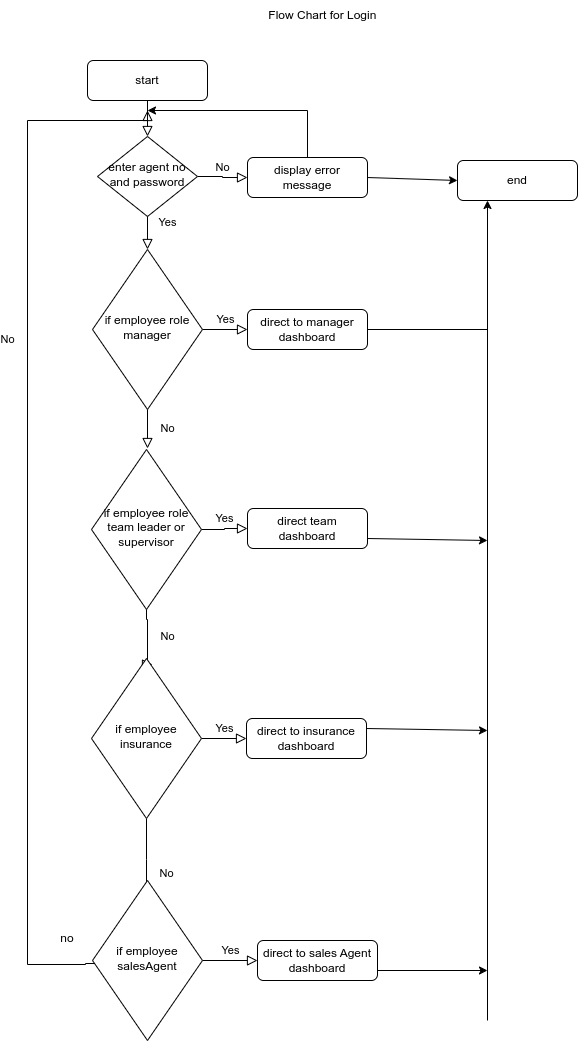 Flow Chart for Login
start
enter agent no
and password
No
display error
message
end
Yes
if employee role
manager
Yes
direct to manager
dashboard
No
No
if employee role
team leader or
supervisor
Yes
direct team
dashboard
No
if employee
insurance
Yes
direct to insurance
dashboard
No
no
if employee
salesAgent
Yes
direct to sales Agent
dashboard